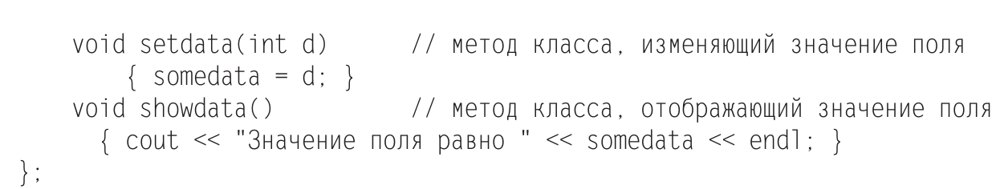 void setdata(int d)      // метод класса, изменяющий значение поля
{ somedata = d; }
void showdata()          // метод класса, отображающий значение поля
{ cout << "Значение поля равно " << somedata << endl; }
};